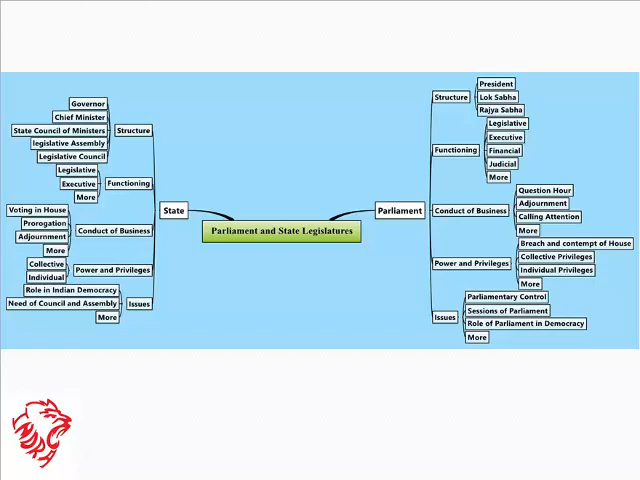 Governor
Chief Minister
State Council of Ministers
legislative Assembly
Legislative Council
Structure
Legislative
Executive
More
Functioning
Voting in House
Prorogation
Adjournment
More
Conduct of Business
Collective
Individual
Power and Privileges
Role in Indian Democracy
Need of Council and Assembly
More
Issues
State
Parliament and State Legislatures
Parliament
Structure
President
Lok Sabha
Rajya Sabha
Functioning
Legislative
Executive
Financial
Judicial
More
Conduct of Business
Question Hour
Adjournment
Calling Attention
More
Power and Privileges
Breach and contempt of House
Collective Privileges
Individual Privileges
More
Issues
Parliamentary Control
Sessions of Parliament
Role of Parliament in Democracy
More